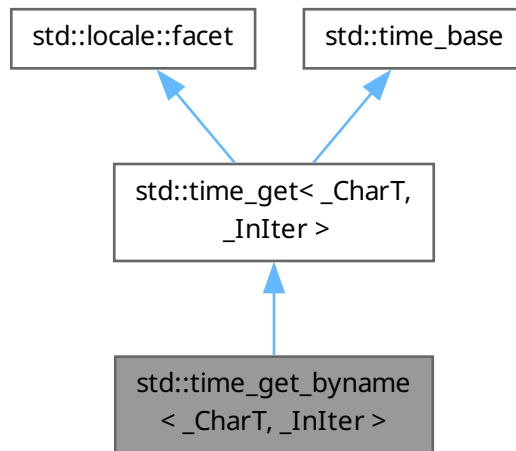 std::locale::facet
std::time_base
std::time_get< _CharT,
_InIter >
std::time_get_byname
< _CharT, _InIter >